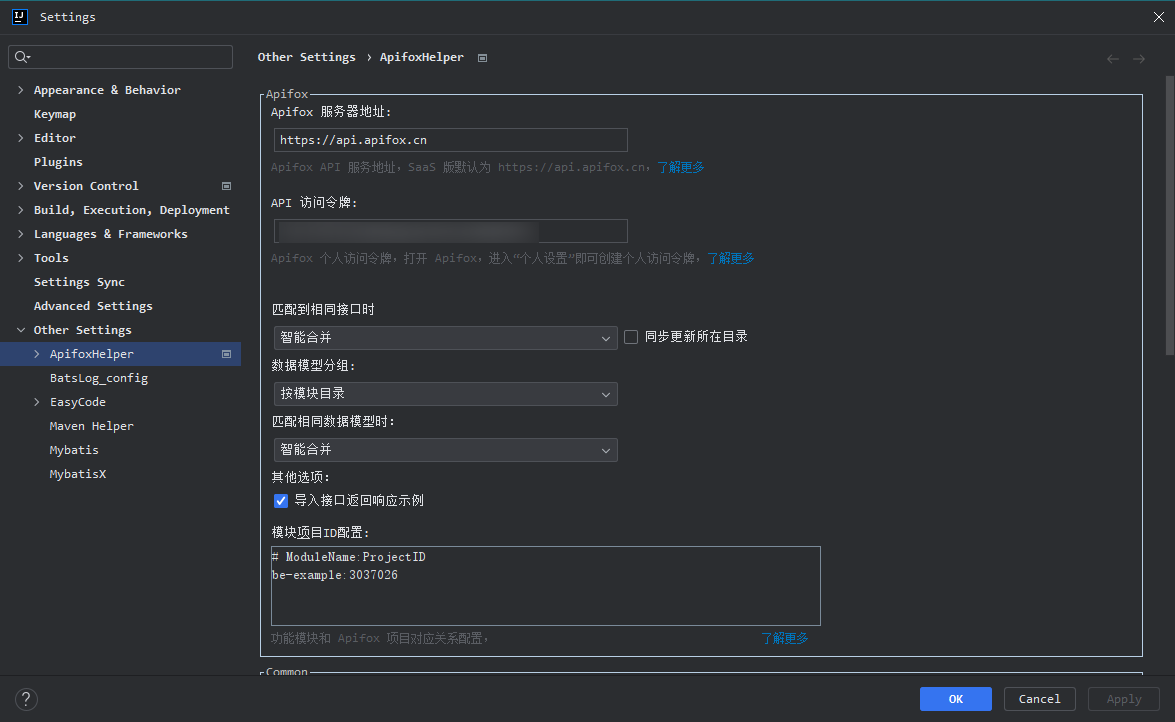 Settings
Other Settings › ApifoxHelper
Appearance & Behavior
Keymap
Editor
Plugins
Version Control
Build, Execution, Deployment
Languages & Frameworks
Tools
Settings Sync
Advanced Settings
Other Settings
ApifoxHelper
BatsLog_config
EasyCode
Maven Helper
Mybatis
MybatisX
Apifox
Apifox 服务器地址:
https://api.apifox.cn
Apifox API 服务地址，SaaS 版默认为 https://api.apifox.cn，了解更多
API 访问令牌:
Apifox 个人访问令牌，打开 Apifox，进入“个人设置”即可创建个人访问令牌，了解更多
匹配到相同接口时
智能合并 同步更新所在目录
数据模型分组:
按模块目录
匹配相同数据模型时:
智能合并
其他选项:
导入接口返回响应示例
模块项目ID配置:
# ModuleName:ProjectID
be-example:3037026
功能模块和 Apifox 项目对应关系配置， 了解更多
Common
?
OK Cancel Apply